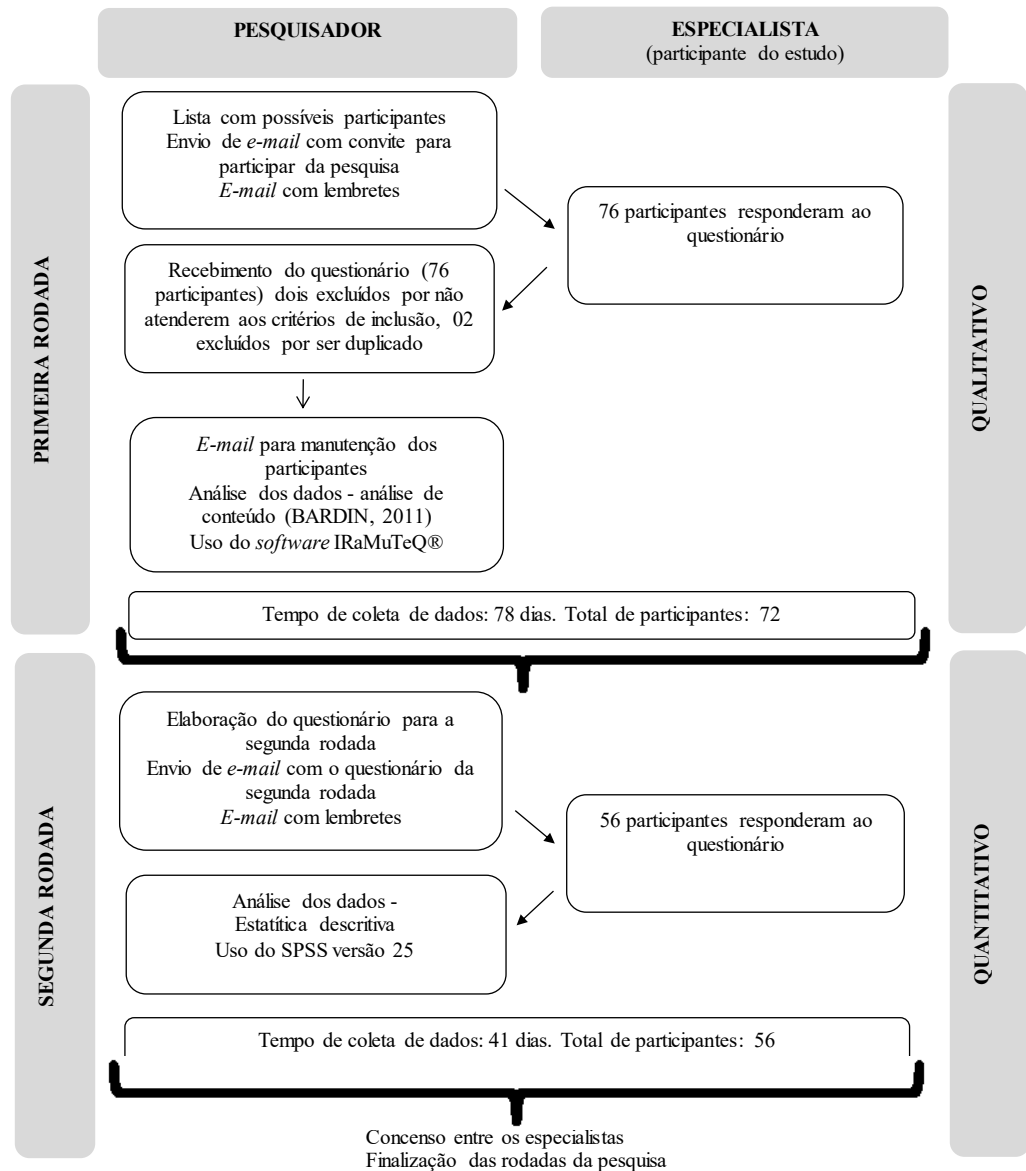 PESQUISADOR
ESPECIALISTA
(participante do estudo)
PRIMEIRA RODADA
Lista com possíveis participantes
Envio de e-mail com convite para
participar da pesquisa
E-mail com lembretes
76 participantes responderam ao
questionário
Recebimento do questionário (76
participantes) dois excluídos por não
atenderem aos critérios de inclusão, 02
excluídos por ser duplicado
E-mail para manutenção dos
participantes
Análise dos dados - análise de
conteúdo (BARDIN, 2011)
Uso do software IRaMuTeQ®
QUALITATIVO
Tempo de coleta de dados: 78 dias. Total de participantes: 72
SEGUNDA RODADA
Elaboração do questionário para a
segunda rodada
Envio de e-mail com o questionário da
segunda rodada
E-mail com lembretes
56 participantes responderam ao
questionário
Análise dos dados -
Estatítica descritiva
Uso do SPSS versão 25
QUANTITATIVO
Tempo de coleta de dados: 41 dias. Total de participantes: 56
Concenso entre os especialistas
Finalização das rodadas da pesquisa